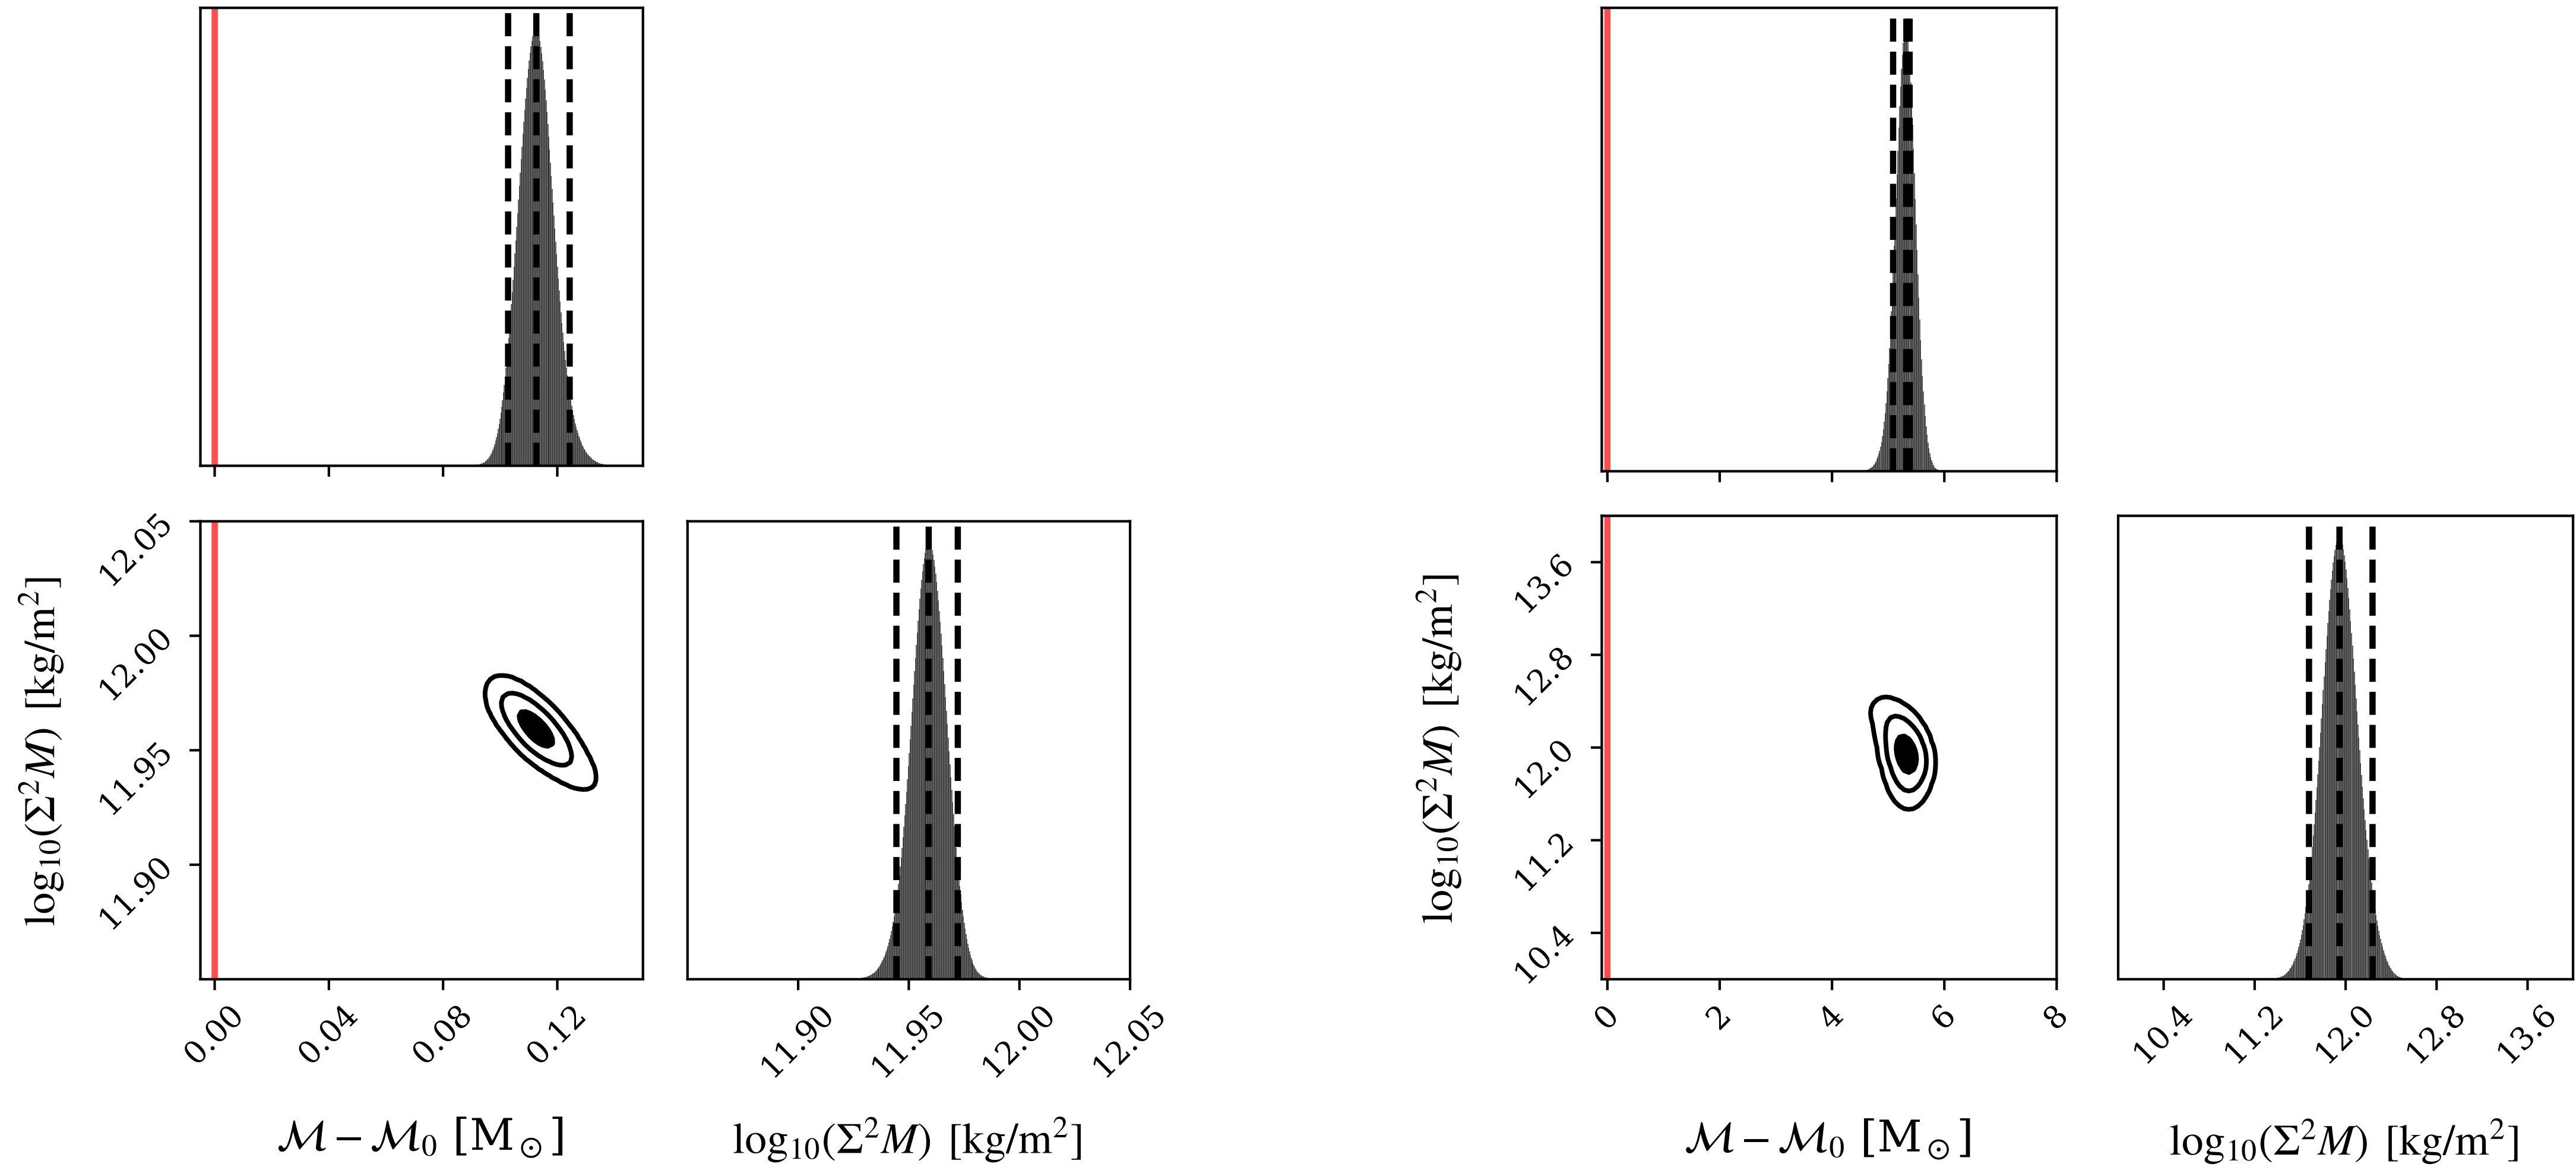 12.05
12.00
11.95
11.90
log₁₀(Σ²M) [kg/m²]
0.00 0.04 0.08 0.12
ℳ − ℳ₀ [M⊙]
11.90 11.95 12.00 12.05
log₁₀(Σ²M) [kg/m²]
13.6
12.8
12.0
11.2
10.4
log₁₀(Σ²M) [kg/m²]
0 2 4 6 8
ℳ − ℳ₀ [M⊙]
10.4 11.2 12.0 12.8 13.6
log₁₀(Σ²M) [kg/m²]